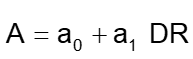 A = a₀ + a₁ DR